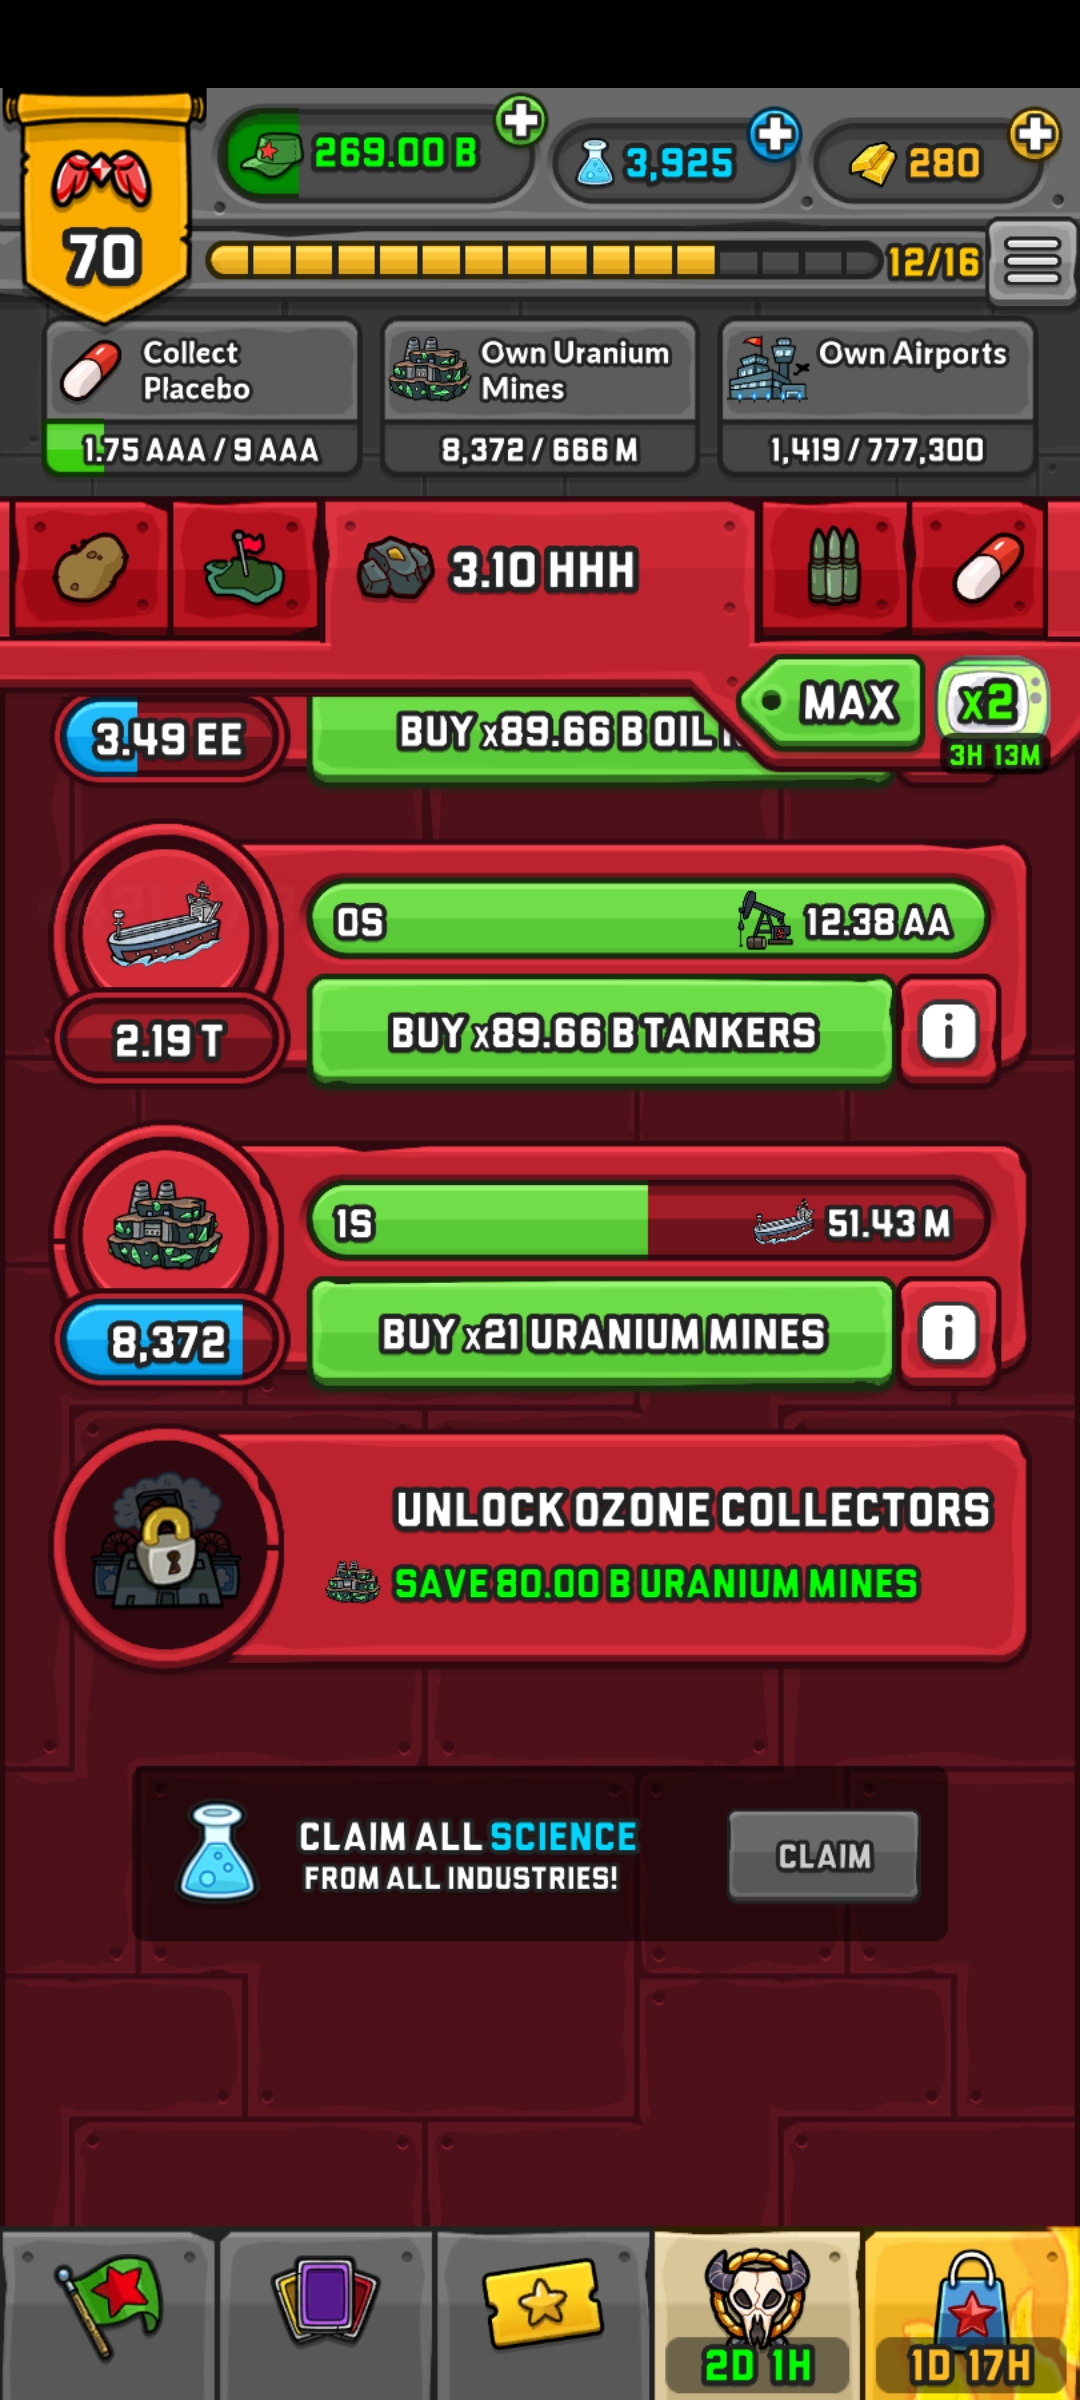 70
269.00 B
3,925
280
12/16
Collect
Placebo
1.75 AAA / 9 AAA
Own Uranium
Mines
8,372 / 666 M
Own Airports
1,419 / 777,300
3.10 HHH
MAX
x2
3H 13M
3.49 EE
BUY x89.66 B OIL
0S
12.38 AA
2.19 T
BUY x89.66 B TANKERS
i
1S
51.43 M
8,372
BUY x21 URANIUM MINES
i
UNLOCK OZONE COLLECTORS
SAVE 80.00 B URANIUM MINES
CLAIM ALL SCIENCE
FROM ALL INDUSTRIES!
CLAIM
2D 1H
1D 17H